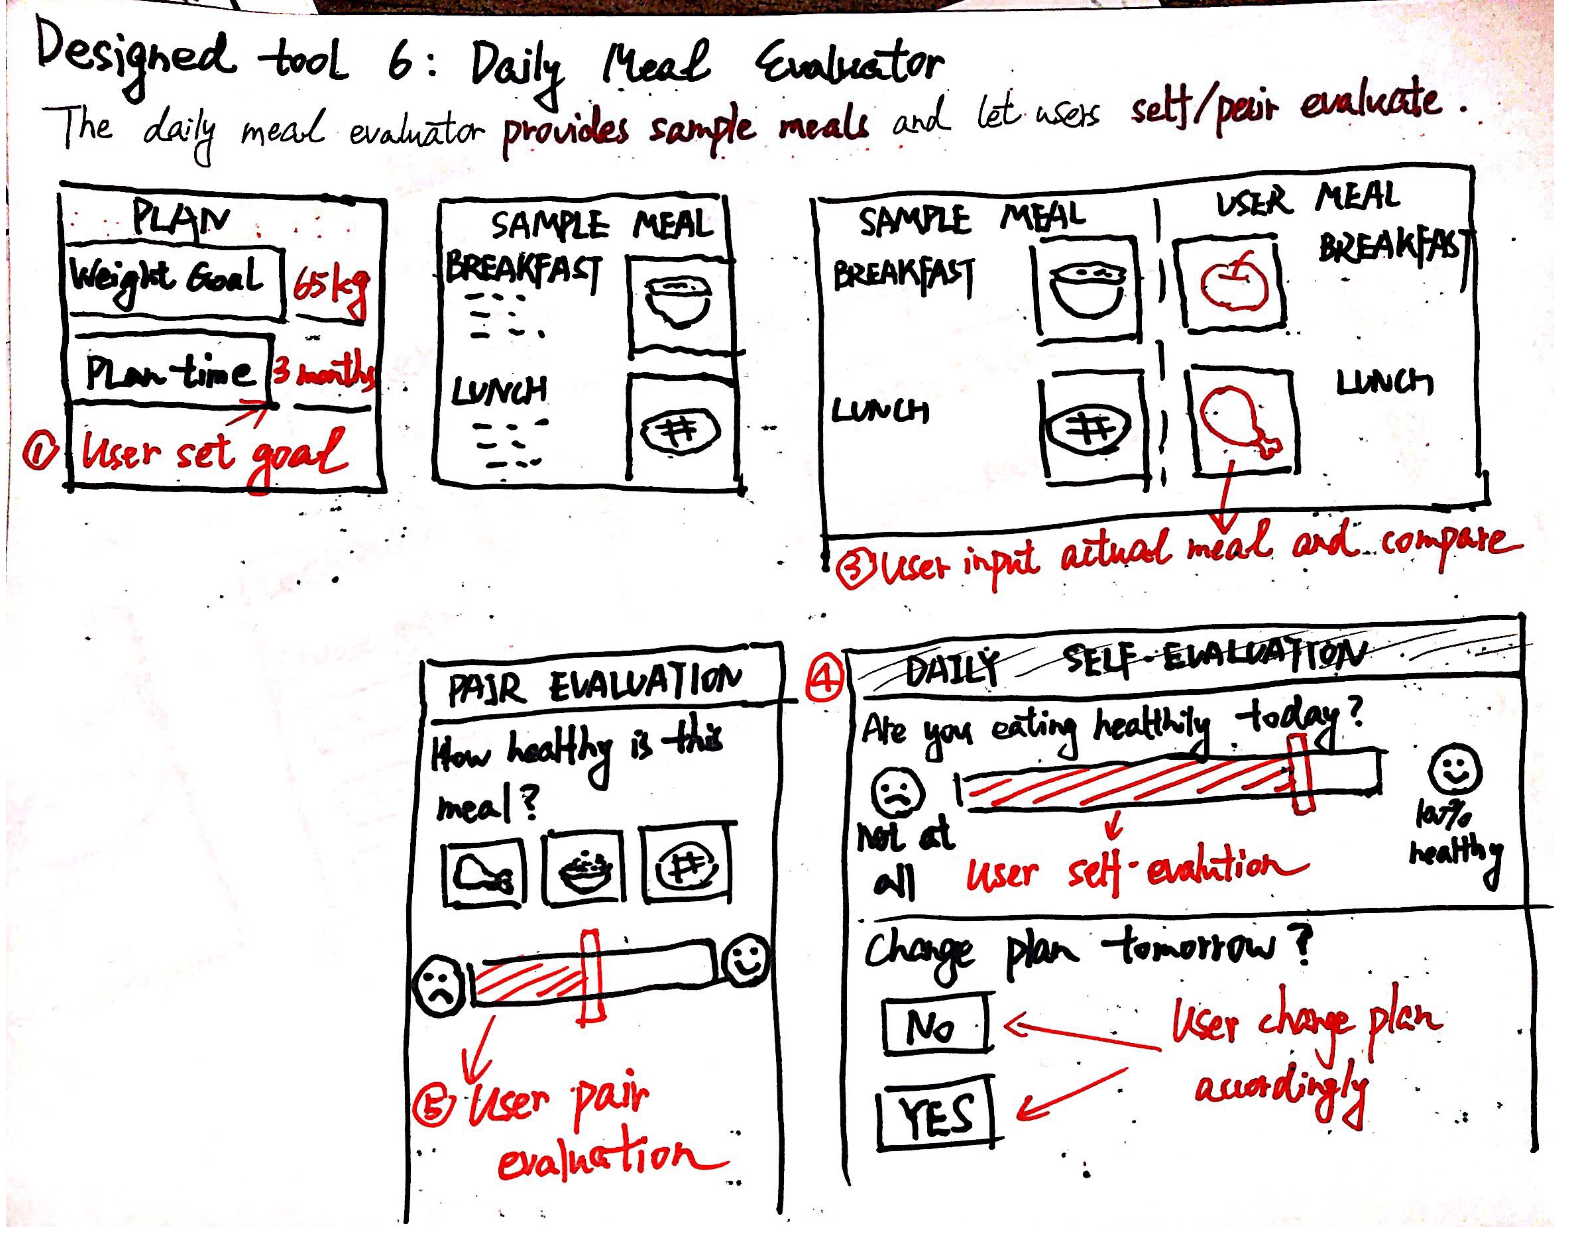 Designed tool 6: Daily Meal Evaluator
The daily meal evaluator provides sample meals and let users self/pair evaluate.
PLAN
Weight Goal 65kg
Plan time 3 months
① User set goal
SAMPLE MEAL
BREAKFAST
LUNCH
SAMPLE MEAL
BREAKFAST
LUNCH
USER MEAL
BREAKFAST
LUNCH
③ User input actual meal and compare
PAIR EVALUATION
How healthy is this
meal?
⑤ User pair
evaluation
④ DAILY SELF-EVALUATION
Are you eating healthily today?
Not at
all
100%
healthy
User self-evalution
Change plan tomorrow?
NO
YES
User change plan
accordingly